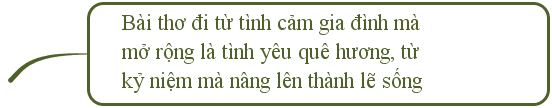 Bài thơ đi từ tình cảm gia đình mà
mở rộng là tình yêu quê hương, từ
kỷ niệm mà nâng lên thành lẽ sống